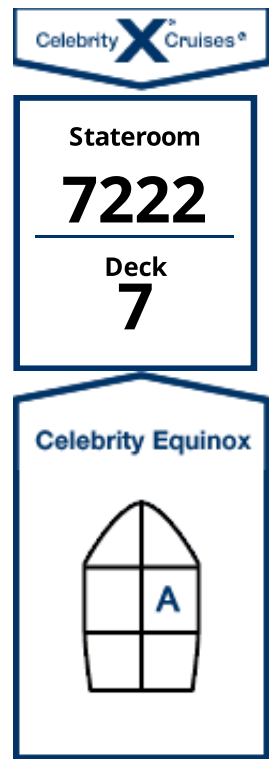 Celebrity X Cruises®
Stateroom
7222
Deck
7
Celebrity Equinox
A